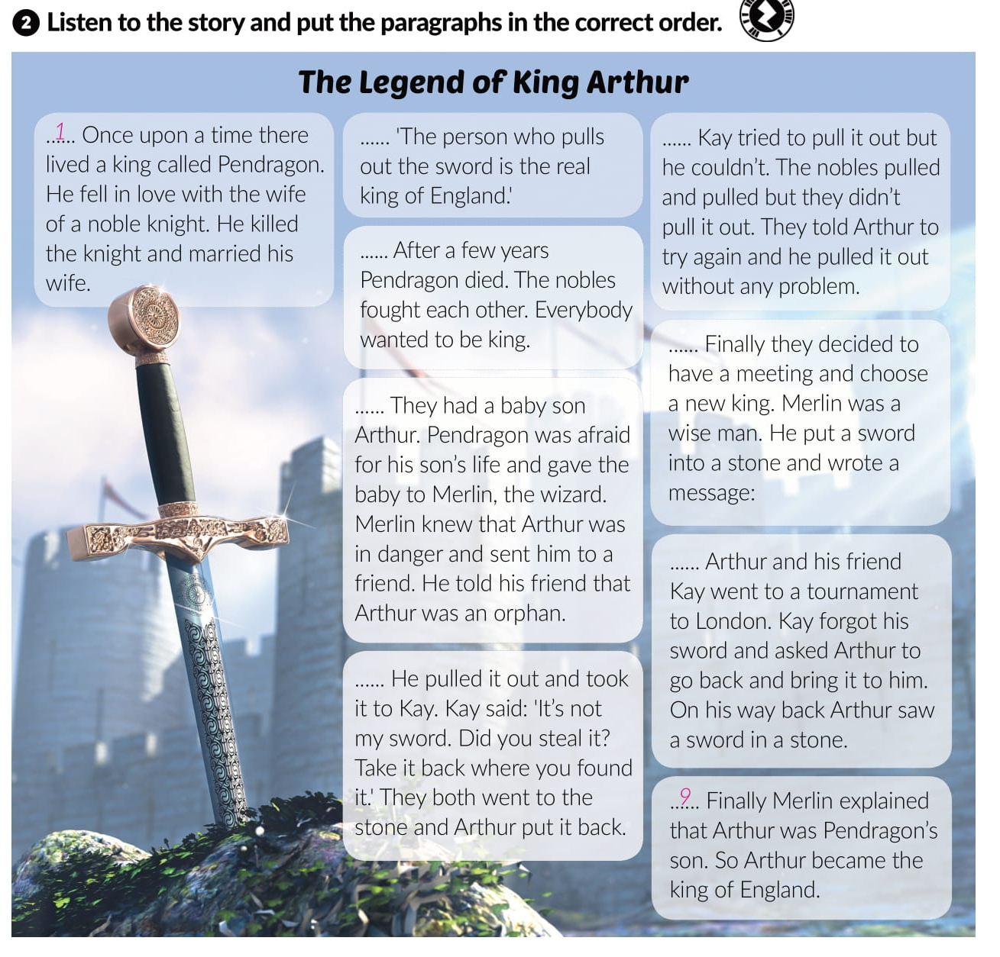 2 Listen to the story and put the paragraphs in the correct order.
The Legend of King Arthur
...1... Once upon a time there
lived a king called Pendragon.
He fell in love with the wife
of a noble knight. He killed
the knight and married his
wife.
...... 'The person who pulls
out the sword is the real
king of England.'
...... After a few years
Pendragon died. The nobles
fought each other. Everybody
wanted to be king.
...... They had a baby son
Arthur. Pendragon was afraid
for his son's life and gave the
baby to Merlin, the wizard.
Merlin knew that Arthur was
in danger and sent him to a
friend. He told his friend that
Arthur was an orphan.
...... He pulled it out and took
it to Kay. Kay said: 'It's not
my sword. Did you steal it?
Take it back where you found
it.' They both went to the
stone and Arthur put it back.
...... Kay tried to pull it out but
he couldn't. The nobles pulled
and pulled but they didn't
pull it out. They told Arthur to
try again and he pulled it out
without any problem.
...... Finally they decided to
have a meeting and choose
a new king. Merlin was a
wise man. He put a sword
into a stone and wrote a
message:
...... Arthur and his friend
Kay went to a tournament
to London. Kay forgot his
sword and asked Arthur to
go back and bring it to him.
On his way back Arthur saw
a sword in a stone.
...9... Finally Merlin explained
that Arthur was Pendragon's
son. So Arthur became the
king of England.